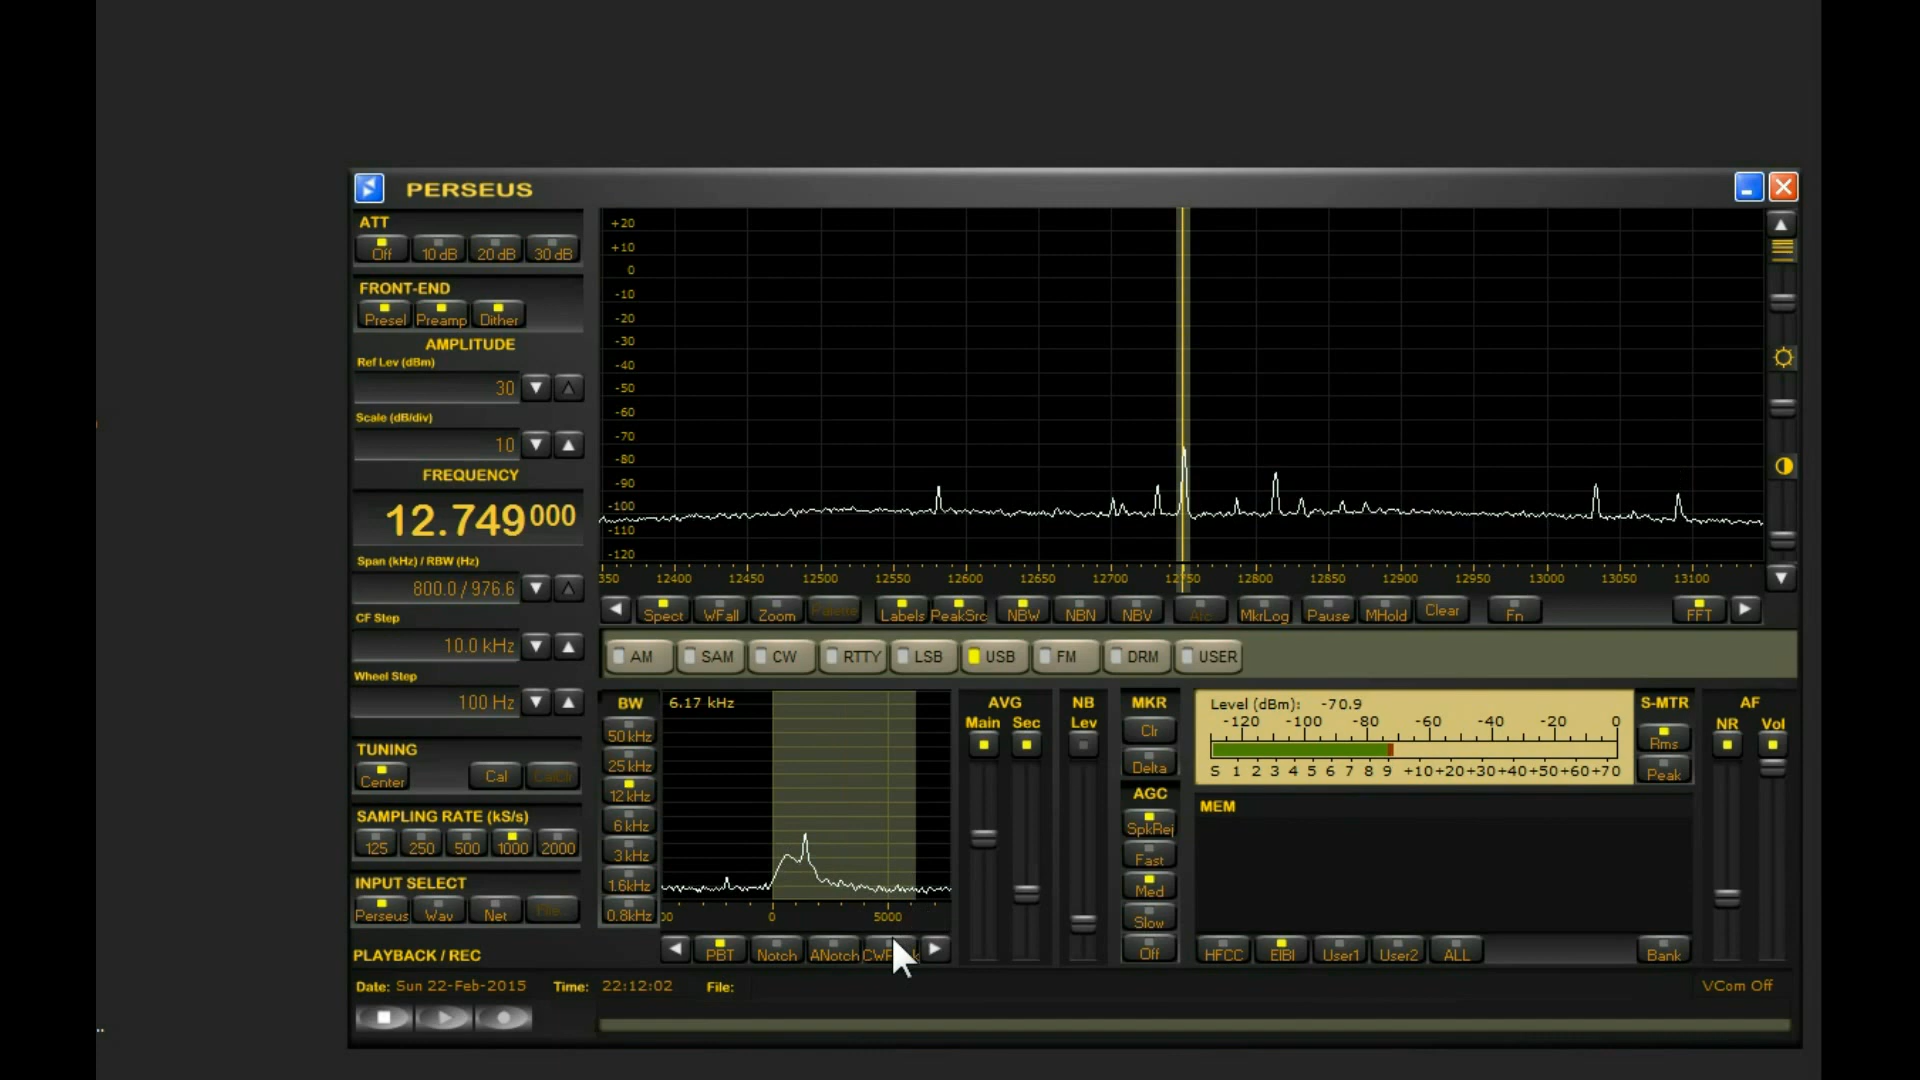 PERSEUS
ATT
Off 10 dB 20 dB 30 dB
FRONT-END
Presel Preamp Dither
AMPLITUDE
Ref Lev (dBm)
30
Scale (dB/div)
10
FREQUENCY
12.749000
Span (kHz) / RBW (Hz)
800.0 / 976.6
CF Step
10.0 kHz
Wheel Step
100 Hz
TUNING
Center Cal
SAMPLING RATE (kS/s)
125 250 500 1000 2000
INPUT SELECT
Perseus Wav Net
PLAYBACK / REC
Date: Sun 22-Feb-2015 Time: 22:12:02 File:
+20
+10
0
-10
-20
-30
-40
-50
-60
-70
-80
-90
-100
-110
-120
350 12400 12450 12500 12550 12600 12650 12700 12750 12800 12850 12900 12950 13000 13050 13100
Spect WFall Zoom Palette Labels PeakSrc NBW NBN NBV MkrLog Pause MHold Clear Fn FFT
AM SAM CW RTTY LSB USB FM DRM USER
BW
50 kHz
25 kHz
12 kHz
6 kHz
3 kHz
1.6kHz
0.8kHz
6.17 kHz
00 0 5000
PBT Notch ANotch
AVG
Main Sec
NB
Lev
MKR
Clr
Delta
AGC
SpkRej
Fast
Med
Slow
Off
Level (dBm): -70.9
-120 -100 -80 -60 -40 -20 0
S 1 2 3 4 5 6 7 8 9 +10+20+30+40+50+60+70
S-MTR
Rms
Peak
AF
NR Vol
MEM
HFCC EIBI User1 User2 ALL Bank
VCom Off
..